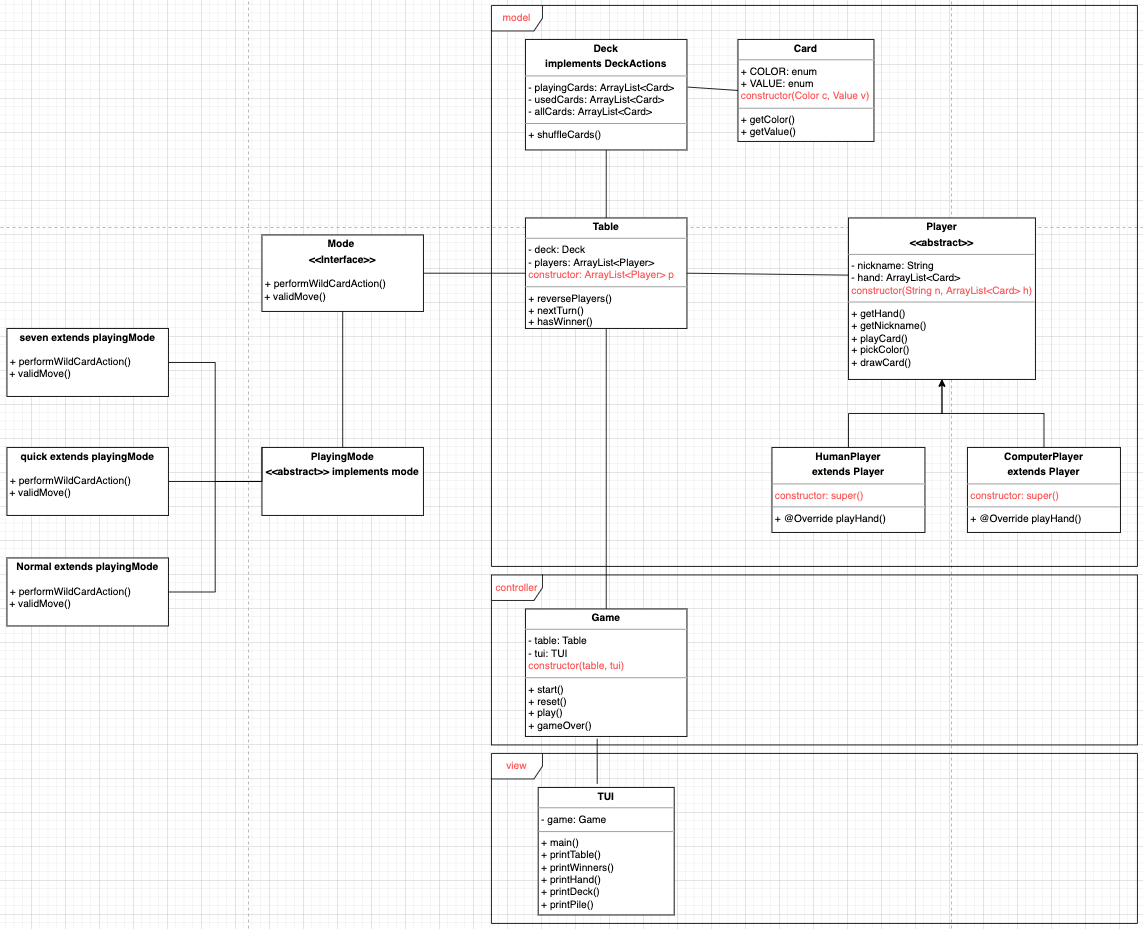 model
Deck
implements DeckActions
- playingCards: ArrayList<Card>
- usedCards: ArrayList<Card>
- allCards: ArrayList<Card>
+ shuffleCards()
Card
+ COLOR: enum
+ VALUE: enum
constructor(Color c, Value v)
+ getColor()
+ getValue()
Mode
<<Interface>>
+ performWildCardAction()
+ validMove()
Table
- deck: Deck
- players: ArrayList<Player>
constructor: ArrayList<Player> p
+ reversePlayers()
+ nextTurn()
+ hasWinner()
Player
<<abstract>>
- nickname: String
- hand: ArrayList<Card>
constructor(String n, ArrayList<Card> h)
+ getHand()
+ getNickname()
+ playCard()
+ pickColor()
+ drawCard()
seven extends playingMode
+ performWildCardAction()
+ validMove()
quick extends playingMode
+ performWildCardAction()
+ validMove()
Normal extends playingMode
+ performWildCardAction()
+ validMove()
PlayingMode
<<abstract>> implements mode
HumanPlayer
extends Player
constructor: super()
+ @Override playHand()
ComputerPlayer
extends Player
constructor: super()
+ @Override playHand()
controller
Game
- table: Table
- tui: TUI
constructor(table, tui)
+ start()
+ reset()
+ play()
+ gameOver()
view
TUI
- game: Game
+ main()
+ printTable()
+ printWinners()
+ printHand()
+ printDeck()
+ printPile()